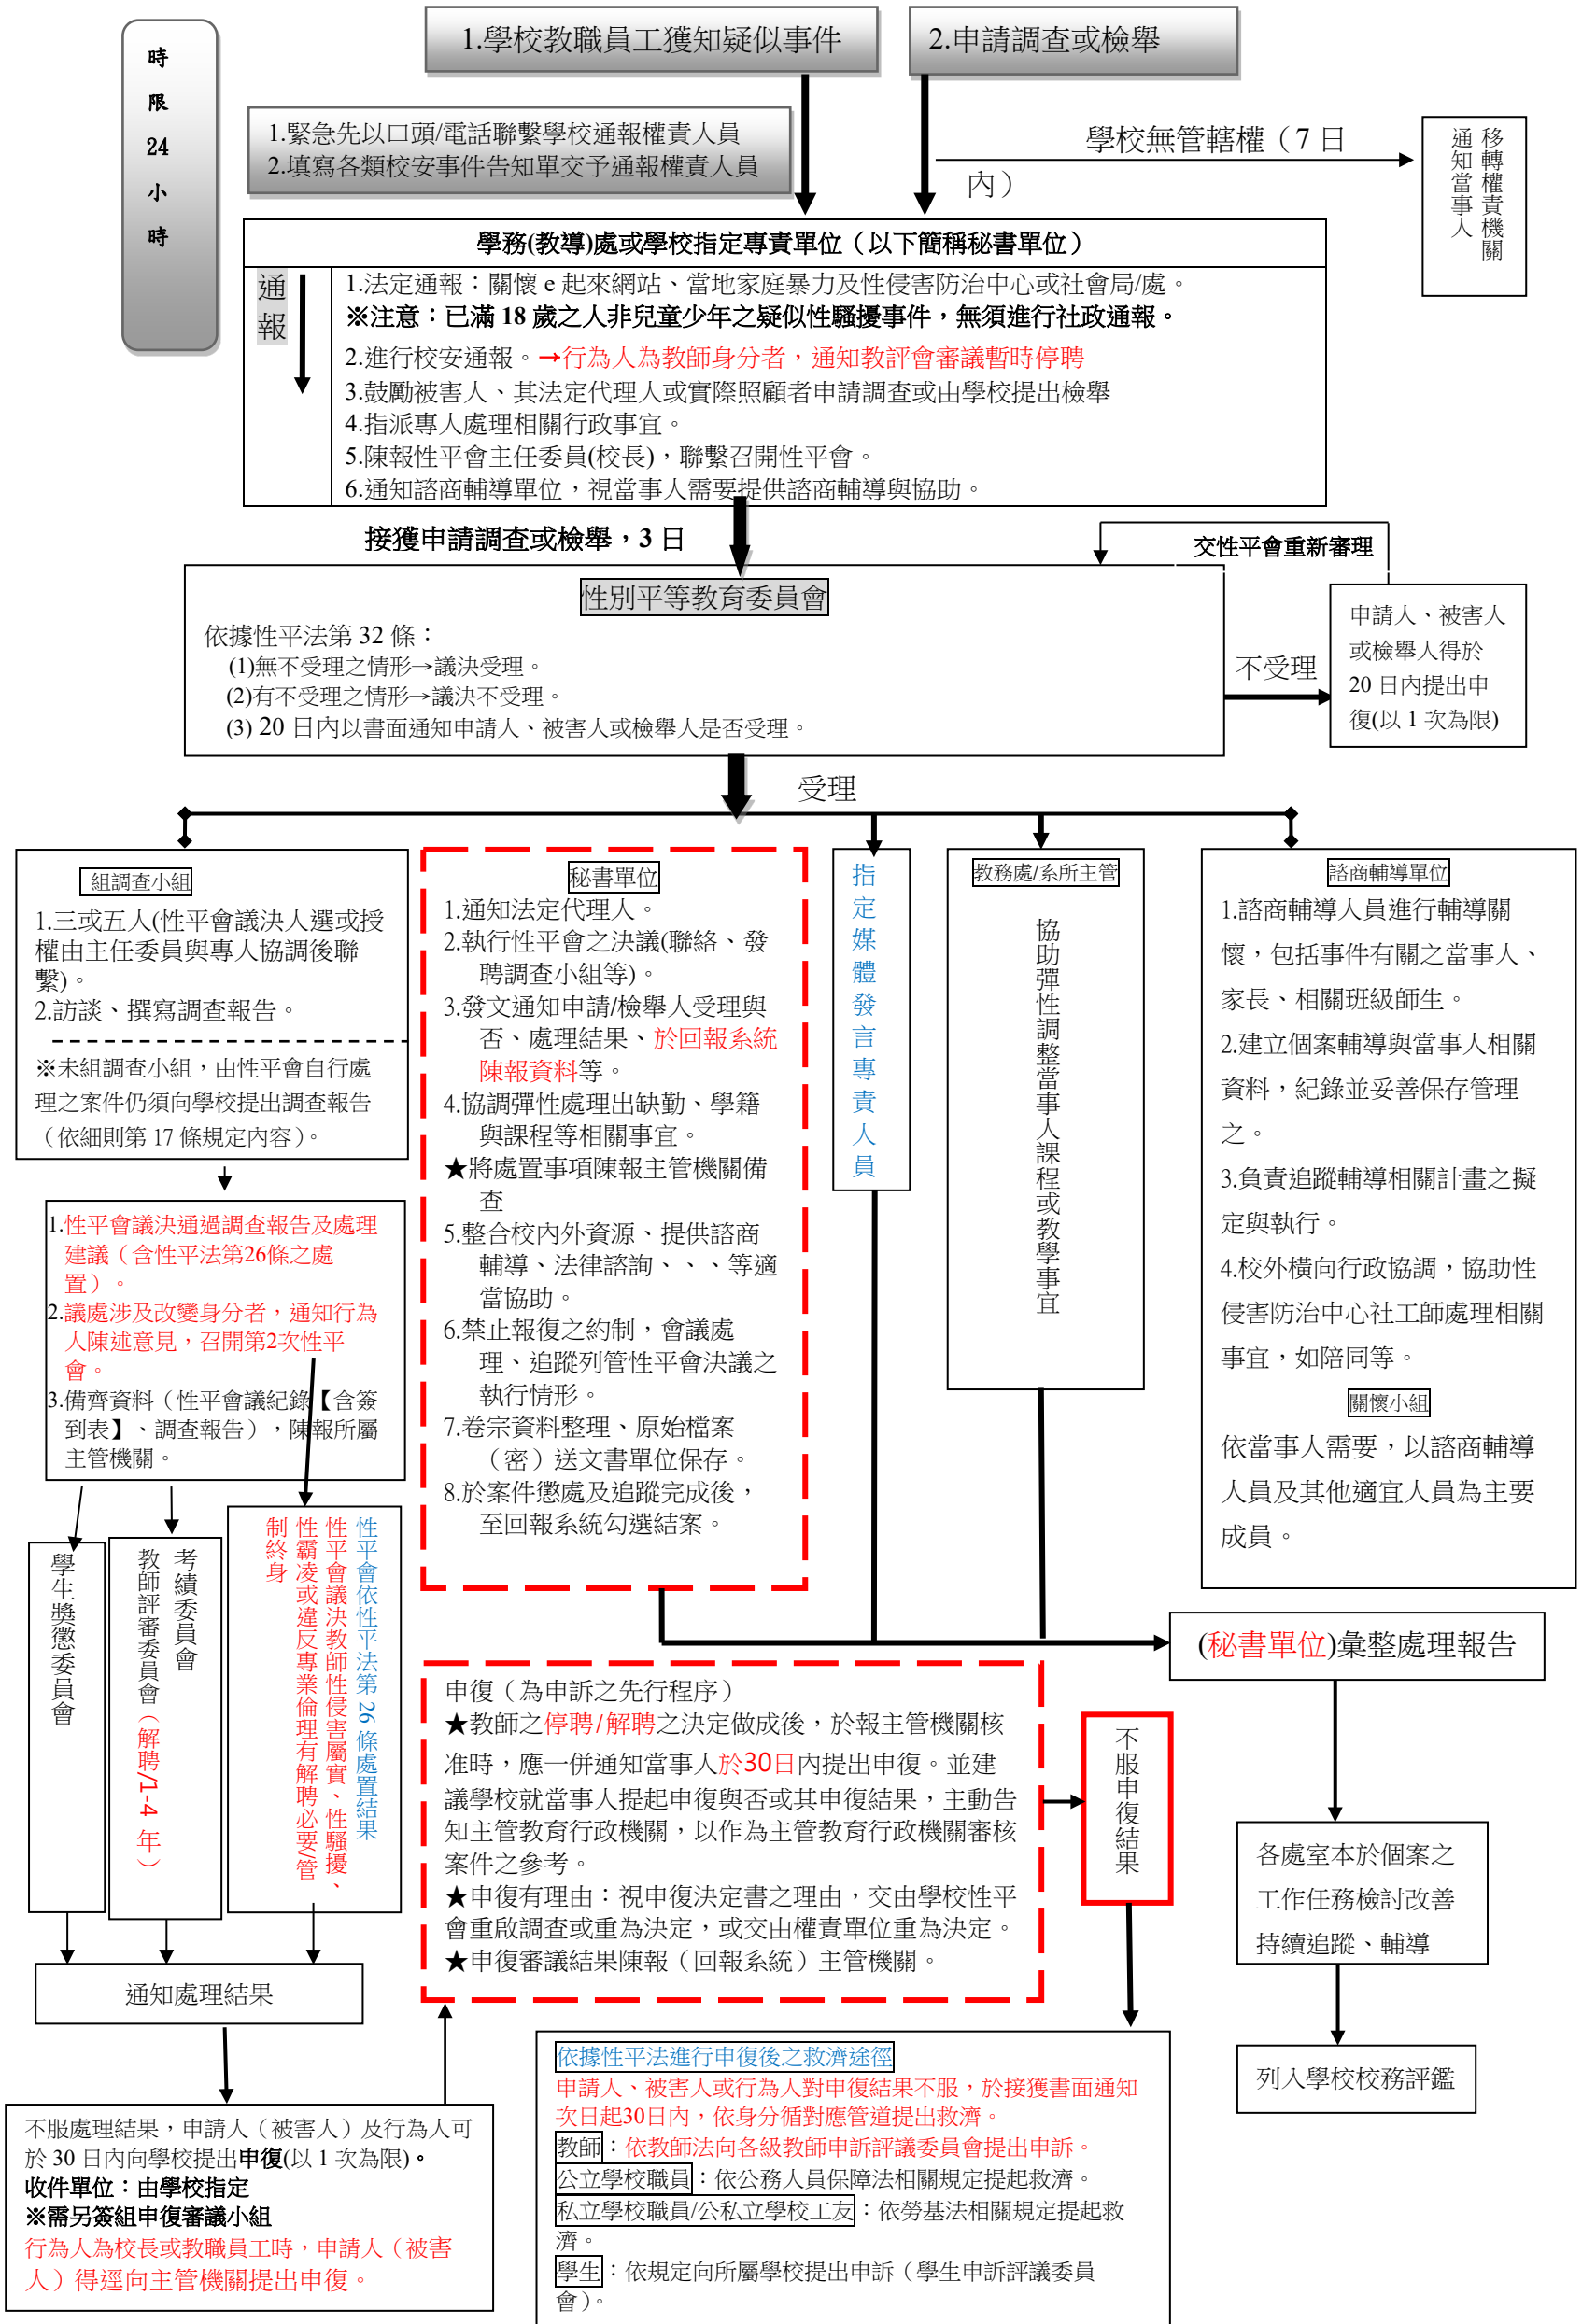 時
限
24
小
時
1.學校教職員工獲知疑似事件
2.申請調查或檢舉
1.緊急先以口頭/電話聯繫學校通報權責人員
2.填寫各類校安事件告知單交予通報權責人員
學校無管轄權（7 日
內）
移轉權責機關
通知當事人
學務(教導)處或學校指定專責單位（以下簡稱秘書單位）
通
報
1.法定通報：關懷 e 起來網站、當地家庭暴力及性侵害防治中心或社會局/處。
※注意：已滿 18 歲之人非兒童少年之疑似性騷擾事件，無須進行社政通報。
2.進行校安通報。→行為人為教師身分者，通知教評會審議暫時停聘
3.鼓勵被害人、其法定代理人或實際照顧者申請調查或由學校提出檢舉
4.指派專人處理相關行政事宜。
5.陳報性平會主任委員(校長)，聯繫召開性平會。
6.通知諮商輔導單位，視當事人需要提供諮商輔導與協助。
接獲申請調查或檢舉，3 日
交性平會重新審理
性別平等教育委員會
依據性平法第 32 條：
(1)無不受理之情形→議決受理。
(2)有不受理之情形→議決不受理。
(3) 20 日內以書面通知申請人、被害人或檢舉人是否受理。
不受理
申請人、被害人
或檢舉人得於
20 日內提出申
復(以 1 次為限)
受理
組調查小組
1.三或五人(性平會議決人選或授
權由主任委員與專人協調後聯
繫)。
2.訪談、撰寫調查報告。
※未組調查小組，由性平會自行處
理之案件仍須向學校提出調查報告
（依細則第 17 條規定內容）。
秘書單位
1.通知法定代理人。
2.執行性平會之決議(聯絡、發
聘調查小組等)。
3.發文通知申請/檢舉人受理與
否、處理結果、於回報系統
陳報資料等。
4.協調彈性處理出缺勤、學籍
與課程等相關事宜。
★將處置事項陳報主管機關備
查
5.整合校內外資源、提供諮商
輔導、法律諮詢、、、等適
當協助。
6.禁止報復之約制，會議處
理、追蹤列管性平會決議之
執行情形。
7.卷宗資料整理、原始檔案
（密）送文書單位保存。
8.於案件懲處及追蹤完成後，
至回報系統勾選結案。
指定媒體發言專責人員
教務處/系所主管
協助彈性調整當事人課程或教學事宜
諮商輔導單位
1.諮商輔導人員進行輔導關
懷，包括事件有關之當事人、
家長、相關班級師生。
2.建立個案輔導與當事人相關
資料，紀錄並妥善保存管理
之。
3.負責追蹤輔導相關計畫之擬
定與執行。
4.校外橫向行政協調，協助性
侵害防治中心社工師處理相關
事宜，如陪同等。
關懷小組
依當事人需要，以諮商輔導
人員及其他適宜人員為主要
成員。
1.性平會議決通過調查報告及處理
建議（含性平法第26條之處
置）。
2.議處涉及改變身分者，通知行為
人陳述意見，召開第2次性平
會。
3.備齊資料（性平會議紀錄【含簽
到表】、調查報告），陳報所屬
主管機關。
學生獎懲委員會
考績委員會
教師評審委員會（解聘/1-4 年）
性平會依性平法第 26 條處置結果
性平會議決教師性侵害屬實、性騷擾、
性霸凌或違反專業倫理有解聘必要/管
制終身
(秘書單位)彙整處理報告
申復（為申訴之先行程序）
★教師之停聘/解聘之決定做成後，於報主管機關核
准時，應一併通知當事人於30日內提出申復。並建
議學校就當事人提起申復與否或其申復結果，主動告
知主管教育行政機關，以作為主管教育行政機關審核
案件之參考。
★申復有理由：視申復決定書之理由，交由學校性平
會重啟調查或重為決定，或交由權責單位重為決定。
★申復審議結果陳報（回報系統）主管機關。
不服申復結果
各處室本於個案之
工作任務檢討改善
持續追蹤、輔導
通知處理結果
列入學校校務評鑑
不服處理結果，申請人（被害人）及行為人可
於 30 日內向學校提出申復(以 1 次為限)。
收件單位：由學校指定
※需另簽組申復審議小組
行為人為校長或教職員工時，申請人（被害
人）得逕向主管機關提出申復。
依據性平法進行申復後之救濟途徑
申請人、被害人或行為人對申復結果不服，於接獲書面通知
次日起30日內，依身分循對應管道提出救濟。
教師：依教師法向各級教師申訴評議委員會提出申訴。
公立學校職員：依公務人員保障法相關規定提起救濟。
私立學校職員/公私立學校工友：依勞基法相關規定提起救
濟。
學生：依規定向所屬學校提出申訴（學生申訴評議委員
會）。